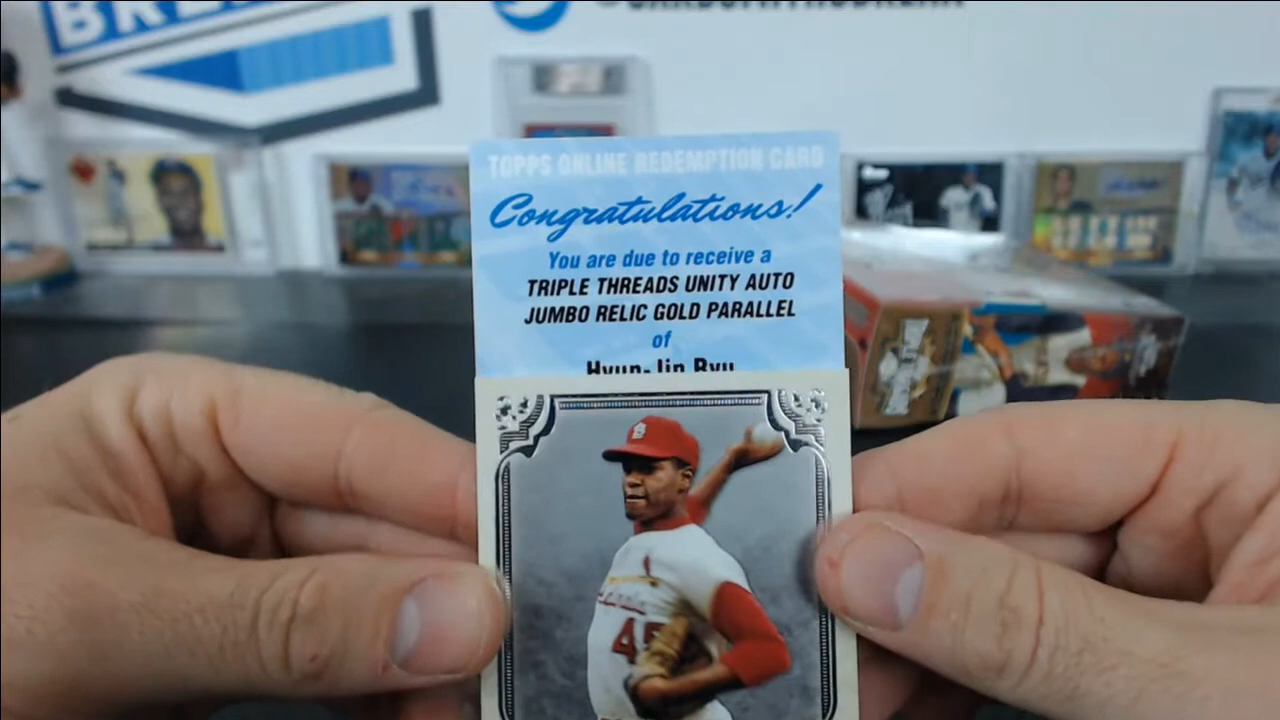 TOPPS ONLINE REDEMPTION CARD
Congratulations!
You are due to receive a
TRIPLE THREADS UNITY AUTO
JUMBO RELIC GOLD PARALLEL
of
Hyun-Jin Ryu
45